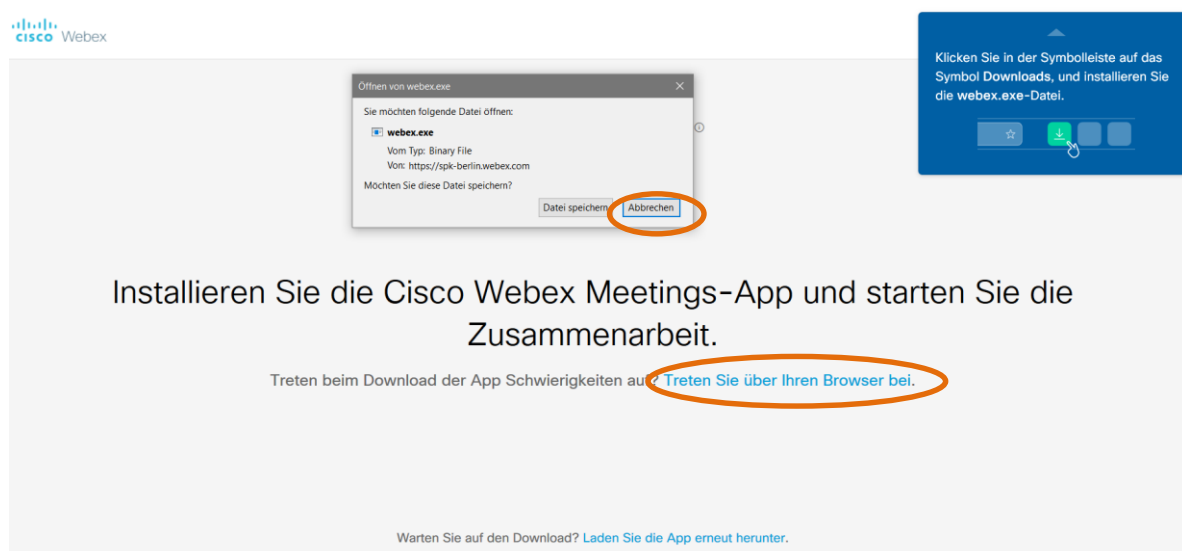 CISCO Webex
Klicken Sie in der Symbolleiste auf das
Symbol Downloads, und installieren Sie
die webex.exe-Datei.
Öffnen von webex.exe
Sie möchten folgende Datei öffnen:
webex.exe
Vom Typ: Binary File
Von: https://spk-berlin.webex.com
Möchten Sie diese Datei speichern?
Datei speichern Abbrechen
Installieren Sie die Cisco Webex Meetings-App und starten Sie die
Zusammenarbeit.
Treten beim Download der App Schwierigkeiten auf? Treten Sie über Ihren Browser bei.
Warten Sie auf den Download? Laden Sie die App erneut herunter.